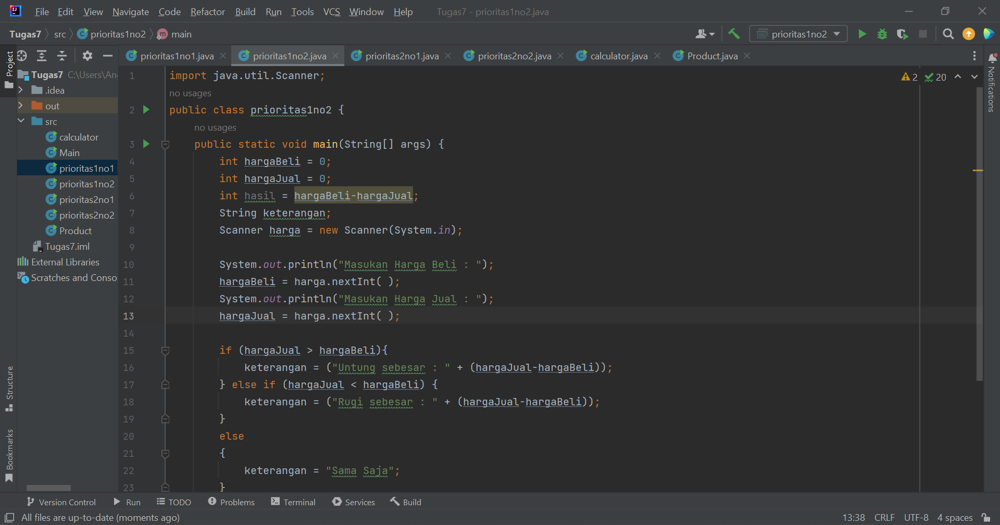 File Edit View Navigate Code Refactor Build Run Tools VCS Window Help Tugas7 - prioritas1no2.java
Tugas7 src prioritas1no2 main prioritas1no2
prioritas1no1.java prioritas1no2.java prioritas2no1.java prioritas2no2.java calculator.java Product.java
Project
Tugas7 C:\Users\An
.idea
out
src
calculator
Main
prioritas1no1
prioritas1no2
prioritas2no1
prioritas2no2
Product
Tugas7.iml
External Libraries
Scratches and Conso
Structure
Bookmarks
2 20
Notifications
1 import java.util.Scanner;
no usages
2 public class prioritas1no2 {
no usages
3 public static void main(String[] args) {
4 int hargaBeli = 0;
5 int hargaJual = 0;
6 int hasil = hargaBeli-hargaJual;
7 String keterangan;
8 Scanner harga = new Scanner(System.in);
9
10 System.out.println("Masukan Harga Beli : ");
11 hargaBeli = harga.nextInt( );
12 System.out.println("Masukan Harga Jual : ");
13 hargaJual = harga.nextInt( );
14
15 if (hargaJual > hargaBeli){
16 keterangan = ("Untung sebesar : " + (hargaJual-hargaBeli));
17 } else if (hargaJual < hargaBeli) {
18 keterangan = ("Rugi sebesar : " + (hargaJual-hargaBeli));
19 }
20 else
21 {
22 keterangan = "Sama Saja";
23 }
Version Control Run TODO Problems Terminal Services Build
All files are up-to-date (moments ago) 13:38 CRLF UTF-8 4 spaces